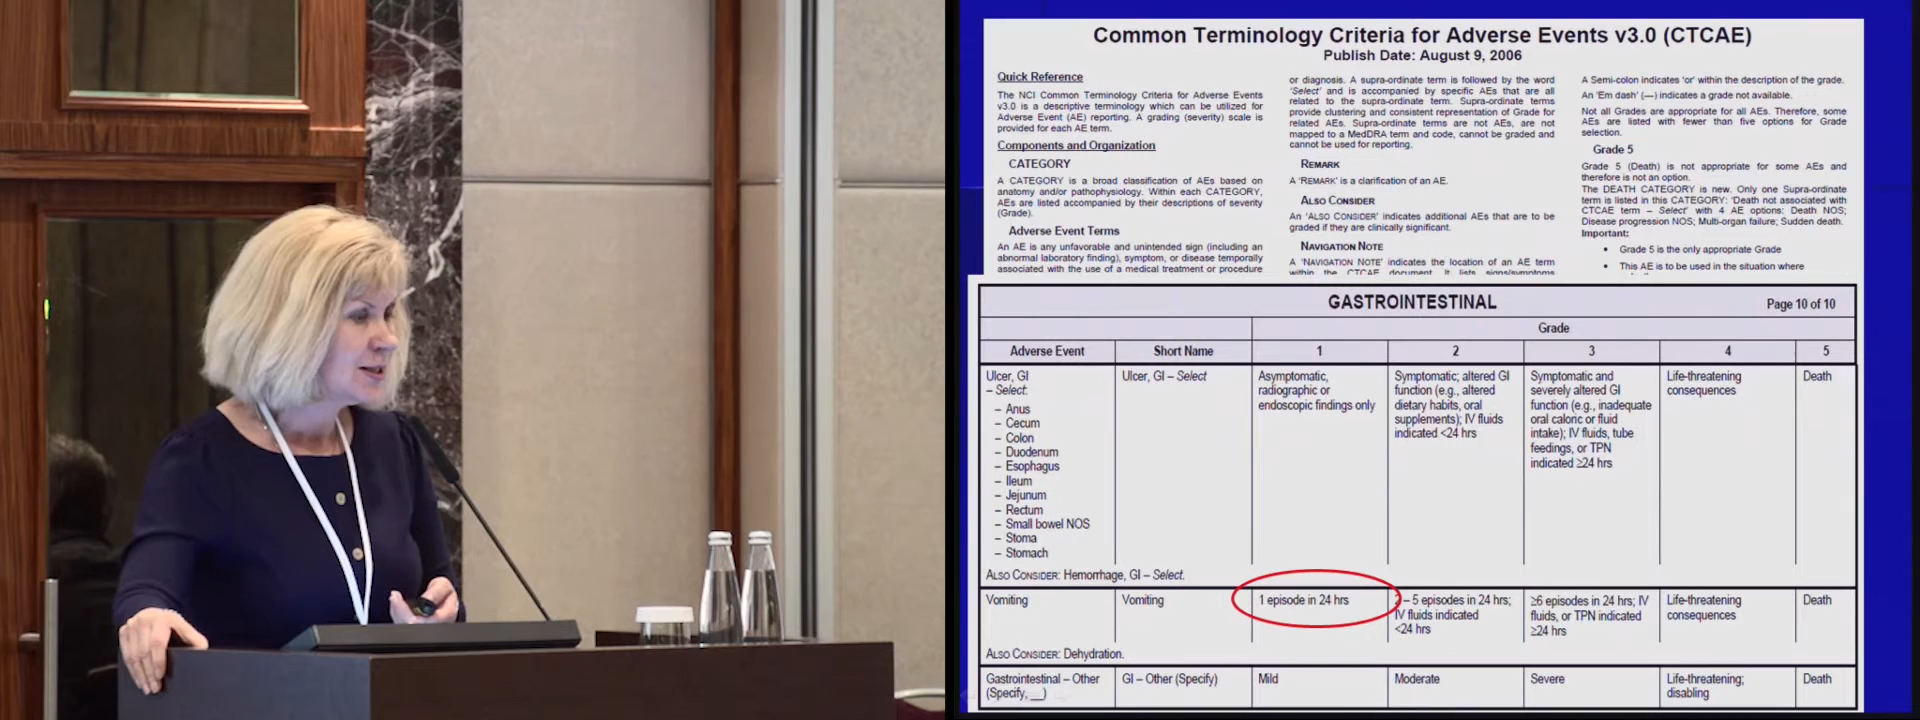 Common Terminology Criteria for Adverse Events v3.0 (CTCAE)
Publish Date: August 9, 2006
Quick Reference
The NCI Common Terminology Criteria for Adverse Events
v3.0 is a descriptive terminology which can be utilized for
Adverse Event (AE) reporting. A grading (severity) scale is
provided for each AE term.
Components and Organization
CATEGORY
A CATEGORY is a broad classification of AEs based on
anatomy and/or pathophysiology. Within each CATEGORY,
AEs are listed accompanied by their descriptions of severity
(Grade).
Adverse Event Terms
An AE is any unfavorable and unintended sign (including an
abnormal laboratory finding), symptom, or disease temporally
associated with the use of a medical treatment or procedure
or diagnosis. A supra-ordinate term is followed by the word
'Select' and is accompanied by specific AEs that are all
related to the supra-ordinate term. Supra-ordinate terms
provide clustering and consistent representation of Grade for
related AEs. Supra-ordinate terms are not AEs, are not
mapped to a MedDRA term and code, cannot be graded and
cannot be used for reporting.
REMARK
A 'REMARK' is a clarification of an AE.
ALSO CONSIDER
An 'ALSO CONSIDER' indicates additional AEs that are to be
graded if they are clinically significant.
NAVIGATION NOTE
A 'NAVIGATION NOTE' indicates the location of an AE term
within the CTCAE document. It lists signs/symptoms
A Semi-colon indicates 'or' within the description of the grade.
An 'Em dash' (—) indicates a grade not available.
Not all Grades are appropriate for all AEs. Therefore, some
AEs are listed with fewer than five options for Grade
selection.
Grade 5
Grade 5 (Death) is not appropriate for some AEs and
therefore is not an option.
The DEATH CATEGORY is new. Only one Supra-ordinate
term is listed in this CATEGORY: 'Death not associated with
CTCAE term – Select' with 4 AE options: Death NOS;
Disease progression NOS; Multi-organ failure; Sudden death.
Important:
• Grade 5 is the only appropriate Grade
• This AE is to be used in the situation where
GASTROINTESTINAL
Page 10 of 10
Grade
Adverse Event Short Name 1 2 3 4 5
Ulcer, GI
– Select:
– Anus
– Cecum
– Colon
– Duodenum
– Esophagus
– Ileum
– Jejunum
– Rectum
– Small bowel NOS
– Stoma
– Stomach
Ulcer, GI – Select
Asymptomatic,
radiographic or
endoscopic findings only
Symptomatic; altered GI
function (e.g., altered
dietary habits, oral
supplements); IV fluids
indicated <24 hrs
Symptomatic and
severely altered GI
function (e.g., inadequate
oral caloric or fluid
intake); IV fluids, tube
feedings, or TPN
indicated ≥24 hrs
Life-threatening
consequences
Death
ALSO CONSIDER: Hemorrhage, GI – Select.
Vomiting
Vomiting
1 episode in 24 hrs
– 5 episodes in 24 hrs;
IV fluids indicated
<24 hrs
≥6 episodes in 24 hrs; IV
fluids, or TPN indicated
≥24 hrs
Life-threatening
consequences
Death
ALSO CONSIDER: Dehydration.
Gastrointestinal – Other
(Specify, __)
GI – Other (Specify)
Mild
Moderate
Severe
Life-threatening;
disabling
Death